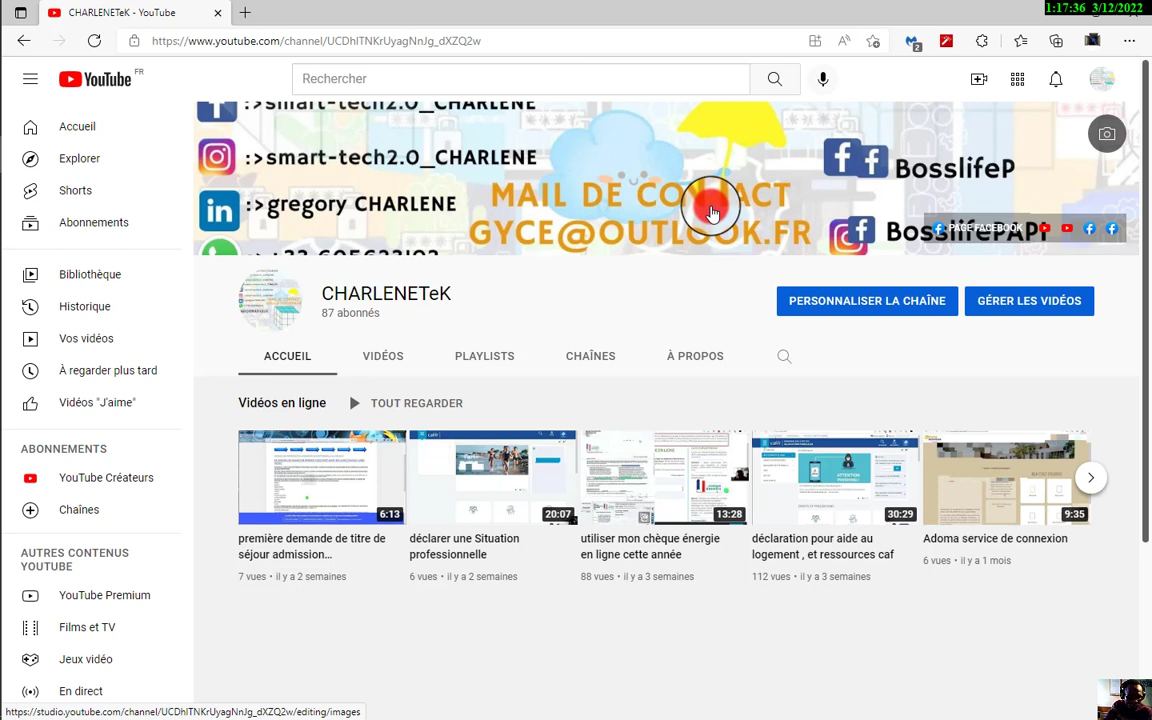 1:17:36 3/12/2022
CHARLENETeK - YouTube
https://www.youtube.com/channel/UCDhlTNKrUyagNnJg_dXZQ2w
2
YouTube FR
Rechercher
Accueil
Explorer
Shorts
Abonnements
Bibliothèque
Historique
Vos vidéos
À regarder plus tard
Vidéos "J'aime"
ABONNEMENTS
YouTube Créateurs
Chaînes
AUTRES CONTENUS
YOUTUBE
YouTube Premium
Films et TV
Jeux vidéo
En direct
:>smart-tech2.0_CHARLENE
:>smart-tech2.0_CHARLENE
:>gregory CHARLENE
MAIL DE CONTACT
GYCE@OUTLOOK.FR
BosslifeP
BosslifePAPI
PAGE FACEBOOK
CHARLENETeK
87 abonnés
PERSONNALISER LA CHAÎNE
GÉRER LES VIDÉOS
ACCUEIL
VIDÉOS
PLAYLISTS
CHAÎNES
À PROPOS
Vidéos en ligne
TOUT REGARDER
6:13
première demande de titre de
séjour admission...
7 vues • il y a 2 semaines
20:07
déclarer une Situation
professionnelle
6 vues • il y a 2 semaines
13:28
utiliser mon chèque énergie
en ligne cette année
88 vues • il y a 3 semaines
ATTENTION
30:29
déclaration pour aide au
logement , et ressources caf
112 vues • il y a 3 semaines
9:35
Adoma service de connexion
6 vues • il y a 1 mois
https://studio.youtube.com/channel/UCDhlTNKrUyagNnJg_dXZQ2w/editing/images